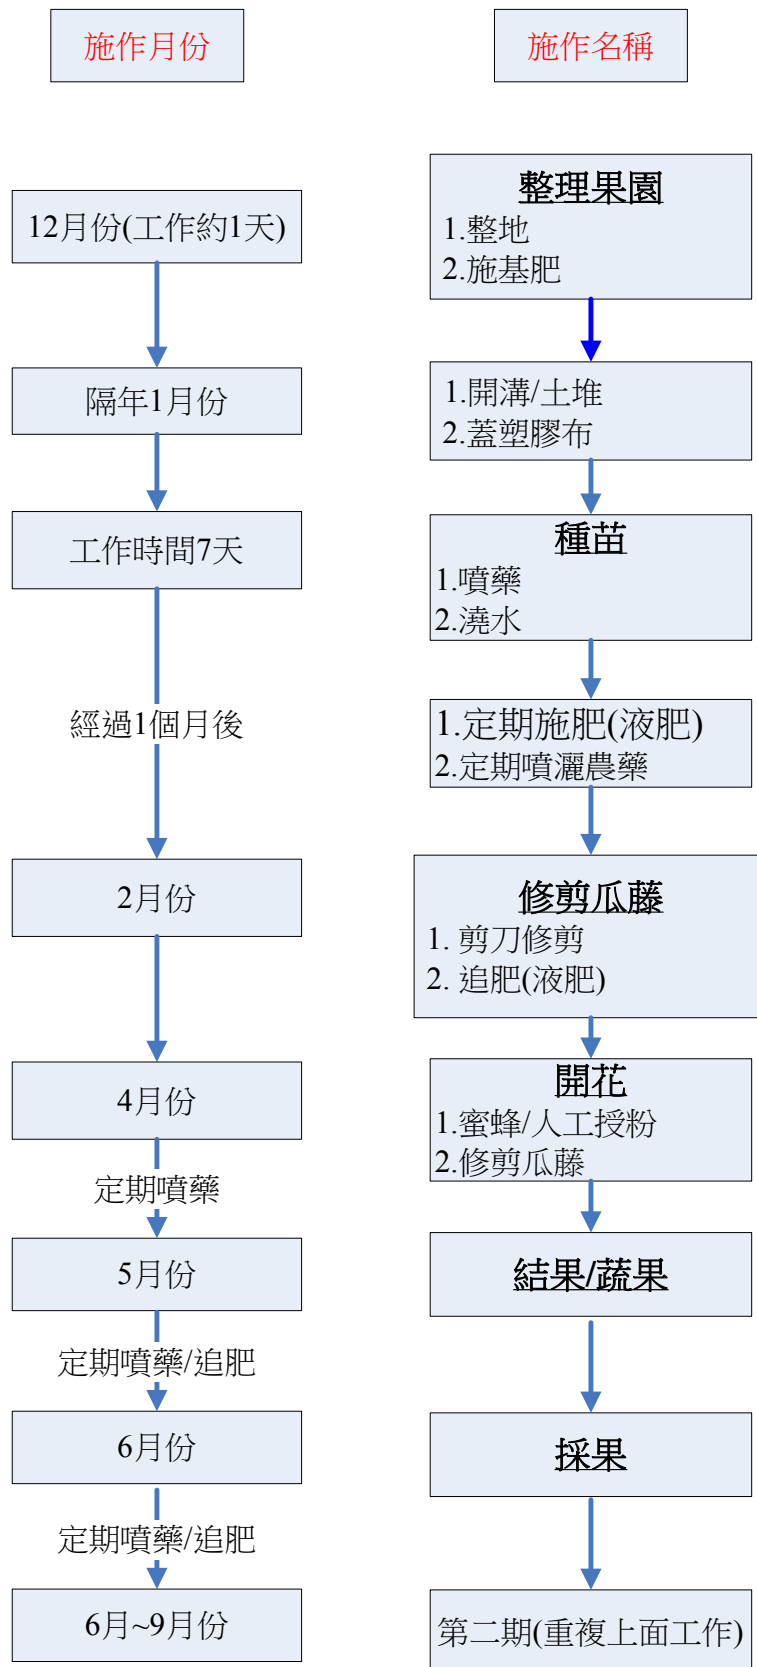 施作月份
施作名稱
12月份(工作約1天)
整理果園
1.整地
2.施基肥
隔年1月份
1.開溝/土堆
2.蓋塑膠布
工作時間7天
種苗
1.噴藥
2.澆水
經過1個月後
1.定期施肥(液肥)
2.定期噴灑農藥
2月份
修剪瓜藤
1. 剪刀修剪
2. 追肥(液肥)
4月份
開花
1.蜜蜂/人工授粉
2.修剪瓜藤
定期噴藥
5月份
結果/蔬果
定期噴藥/追肥
6月份
採果
定期噴藥/追肥
6月~9月份
第二期(重複上面工作)